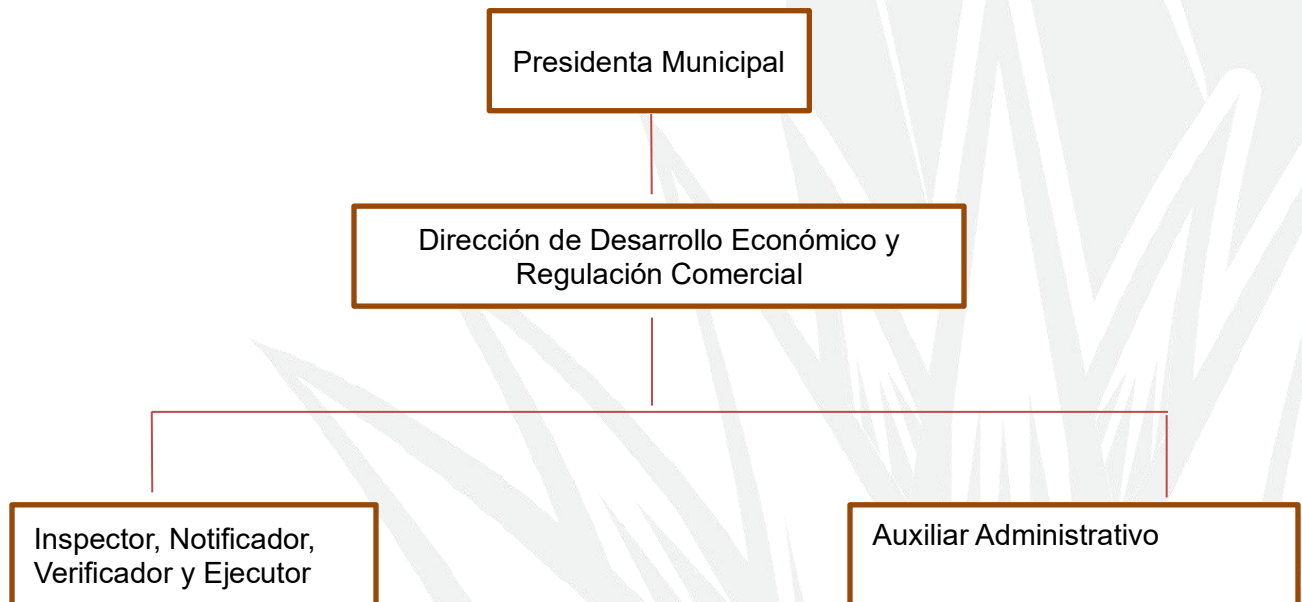 Presidenta Municipal
Dirección de Desarrollo Económico y
Regulación Comercial
Inspector, Notificador,
Verificador y Ejecutor
Auxiliar Administrativo